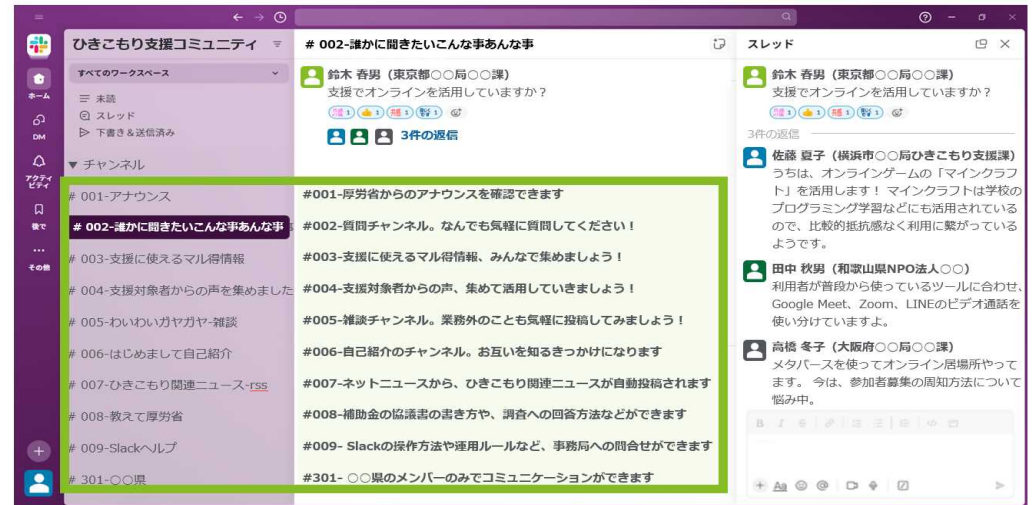 ひきこもり支援コミュニティ
すべてのワークスペース
未読
スレッド
下書き&送信済み
ホーム
DM
アクティ
ビティ
後で
その他
チャンネル
# 001-アナウンス
# 002-誰かに聞きたいこんな事あんな事
# 003-支援に使えるマル得情報
# 004-支援対象者からの声を集めました
# 005-わいわいガヤガヤ-雑談
# 006-はじめまして自己紹介
# 007-ひきこもり関連ニュース-rss
# 008-教えて厚労省
# 009-Slackヘルプ
# 301-○○県
# 002-誰かに聞きたいこんな事あんな事
鈴木 春男（東京都○○局○○課）
支援でオンラインを活用していますか？
3件の返信
#001-厚労省からのアナウンスを確認できます
#002-質問チャンネル。なんでも気軽に質問してください！
#003-支援に使えるマル得情報、みんなで集めましょう！
#004-支援対象者からの声、集めて活用していきましょう！
#005-雑談チャンネル。業務外のことも気軽に投稿してみましょう！
#006-自己紹介のチャンネル。お互いを知るきっかけになります
#007-ネットニュースから、ひきこもり関連ニュースが自動投稿されます
#008-補助金の協議書の書き方や、調査への回答方法などができます
#009- Slackの操作方法や運用ルールなど、事務局への問合せができます
#301- ○○県のメンバーのみでコミュニケーションができます
スレッド
鈴木 春男（東京都○○局○○課）
支援でオンラインを活用していますか？
3件の返信
佐藤 夏子（横浜市○○局ひきこもり支援課）
うちは、オンラインゲームの「マインクラフ
ト」を活用します！ マインクラフトは学校の
プログラミング学習などにも活用されている
ので、比較的抵抗感なく利用に繋がっている
ようです。
田中 秋男（和歌山県NPO法人○○）
利用者が普段から使っているツールに合わせ、
Google Meet、Zoom、LINEのビデオ通話を
使い分けていますよ。
高橋 冬子（大阪府○○局○○課）
メタバースを使ってオンライン居場所やって
ます。 今は、参加者募集の周知方法について
悩み中。